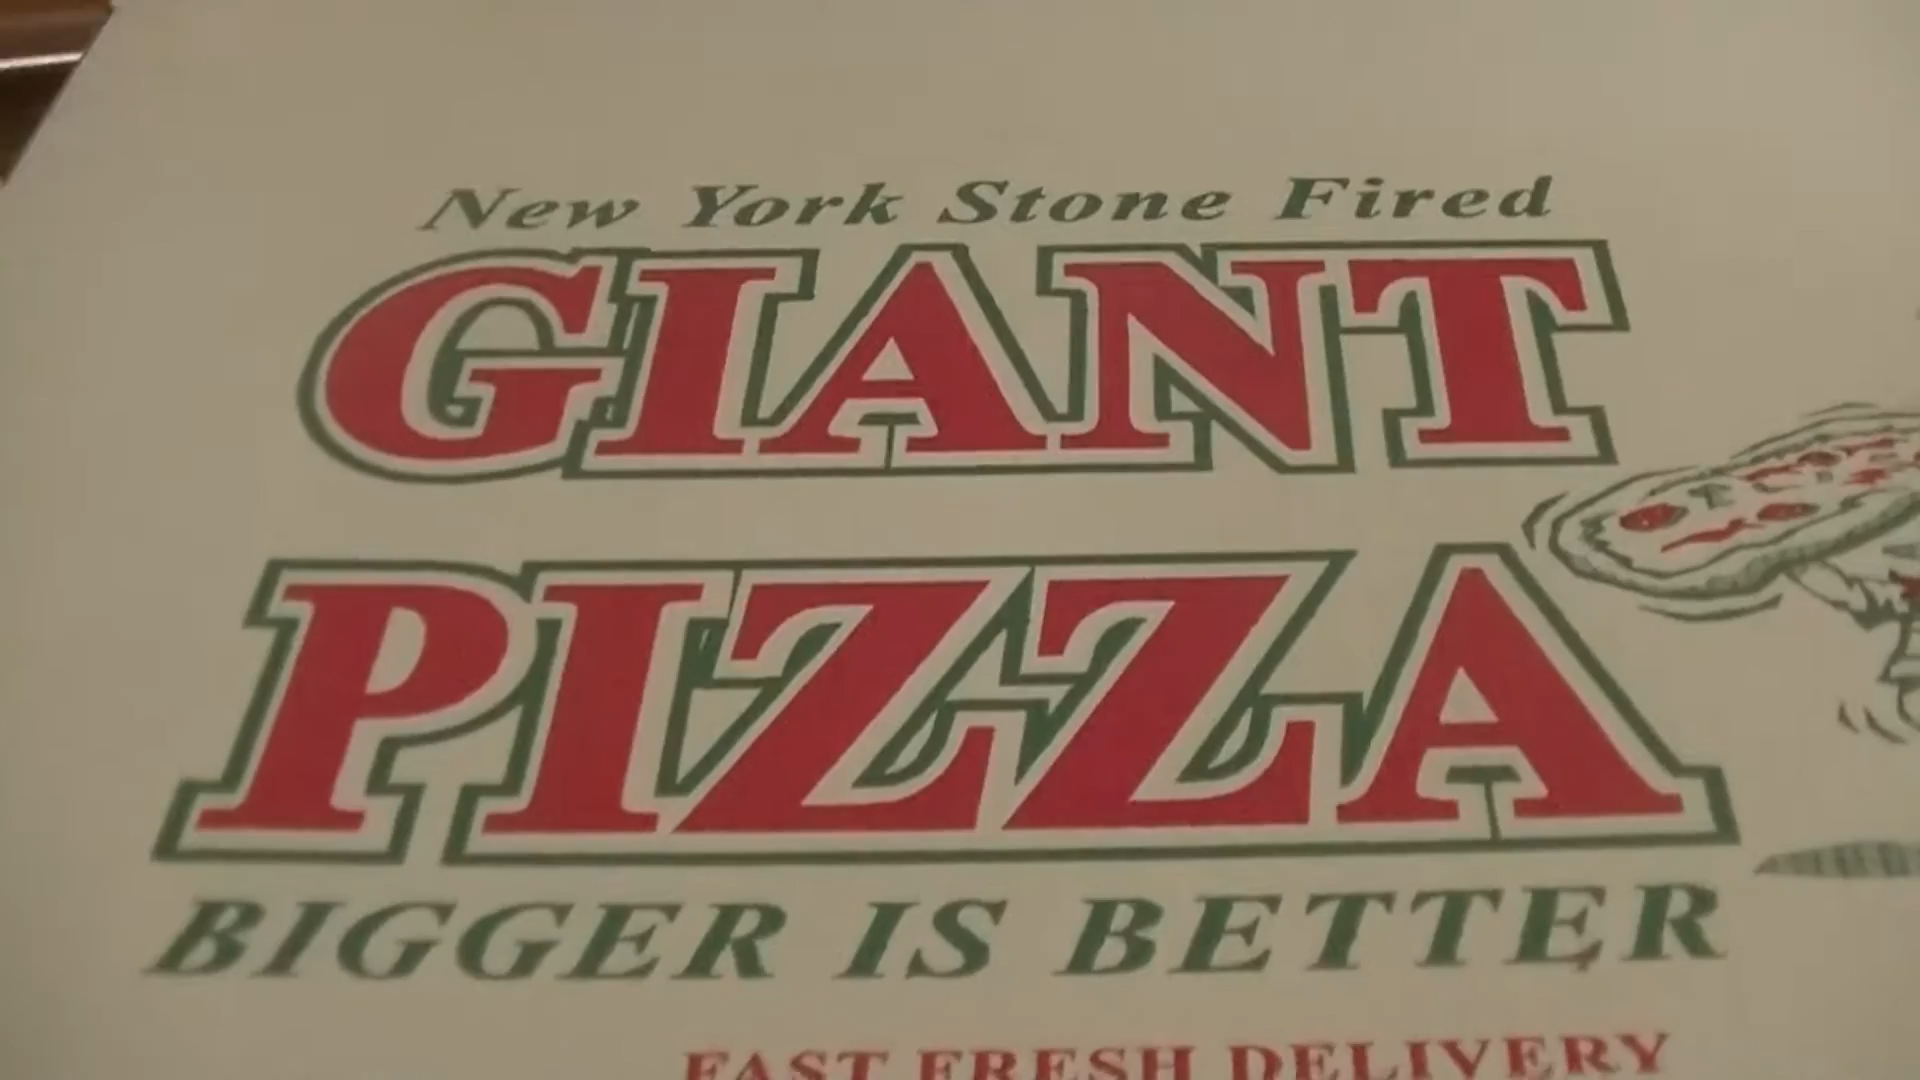 New York Stone Fired
GIANT
PIZZA
BIGGER IS BETTER
FAST FRESH DELIVERY